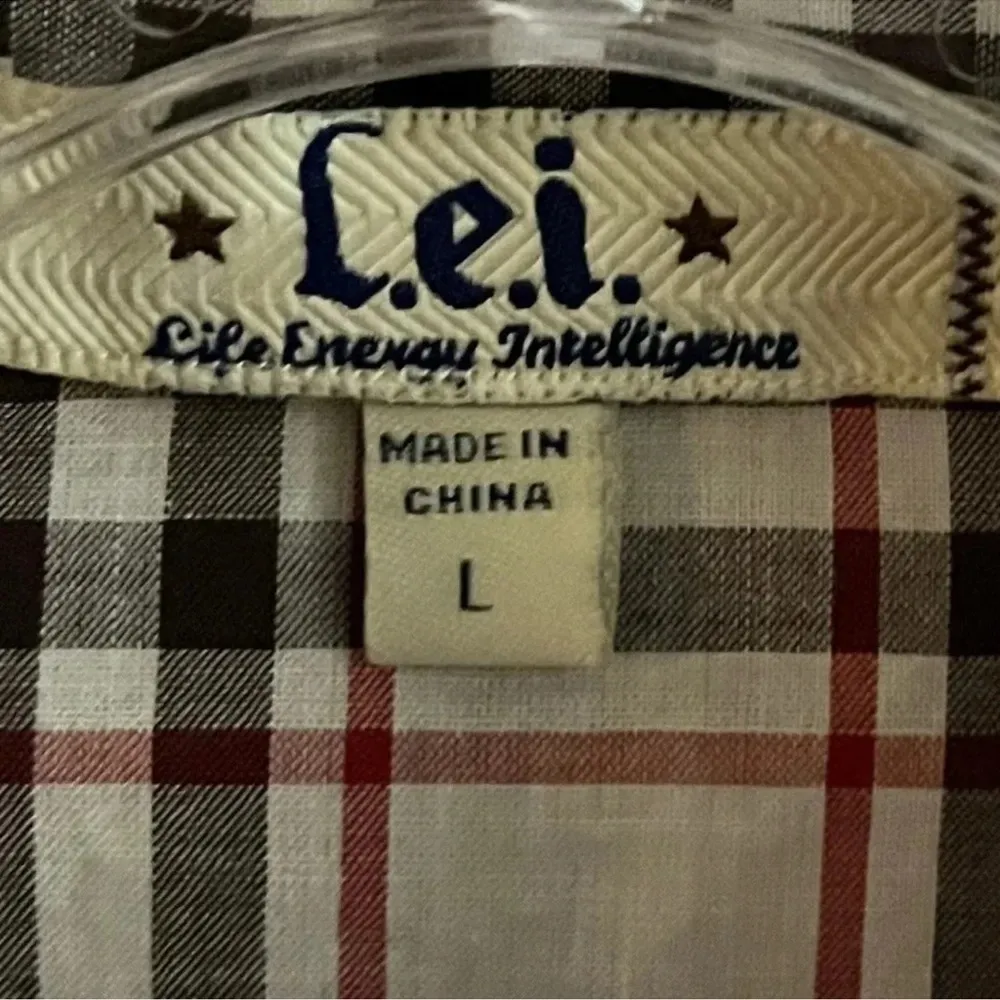 L.e.i.
Life Energy Intelligence
MADE IN
CHINA
L